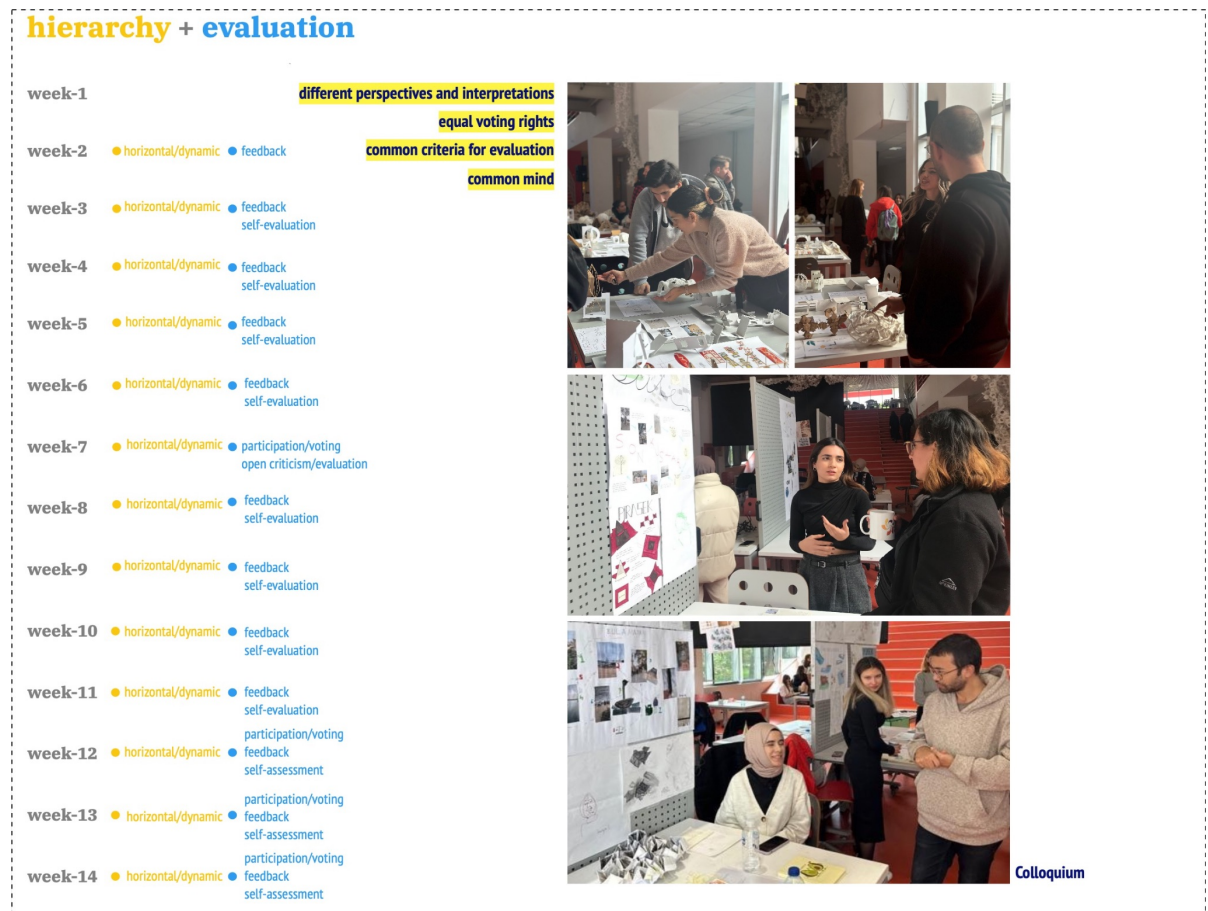 hierarchy + evaluation
week-1
different perspectives and interpretations
equal voting rights
common criteria for evaluation
common mind
week-2 horizontal/dynamic feedback
week-3 horizontal/dynamic feedback
self-evaluation
week-4 horizontal/dynamic feedback
self-evaluation
week-5 horizontal/dynamic feedback
self-evaluation
week-6 horizontal/dynamic feedback
self-evaluation
week-7 horizontal/dynamic participation/voting
open criticism/evaluation
week-8 horizontal/dynamic feedback
self-evaluation
week-9 horizontal/dynamic feedback
self-evaluation
week-10 horizontal/dynamic feedback
self-evaluation
week-11 horizontal/dynamic feedback
self-evaluation
participation/voting
week-12 horizontal/dynamic feedback
self-assessment
participation/voting
week-13 horizontal/dynamic feedback
self-assessment
participation/voting
week-14 horizontal/dynamic feedback
self-assessment
Colloquium